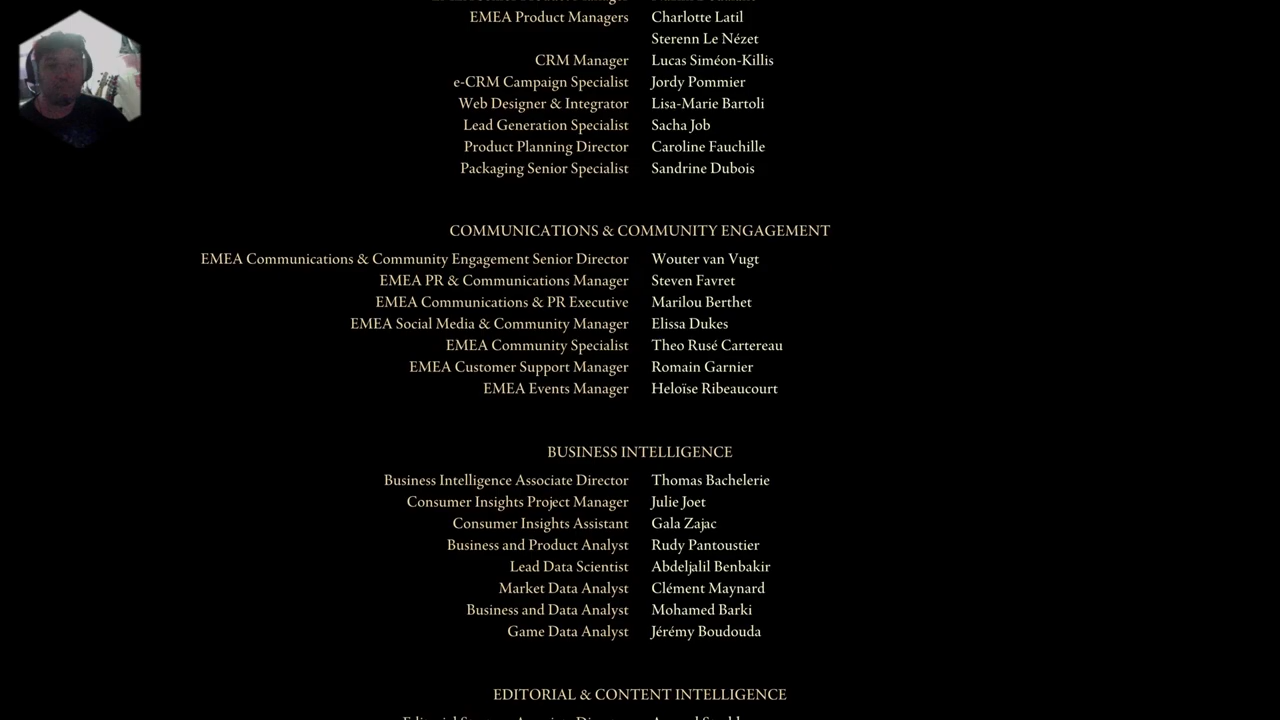 EMEA Product Managers Charlotte Latil
Sterenn Le Nézet
CRM Manager Lucas Siméon-Killis
e-CRM Campaign Specialist Jordy Pommier
Web Designer & Integrator Lisa-Marie Bartoli
Lead Generation Specialist Sacha Job
Product Planning Director Caroline Fauchille
Packaging Senior Specialist Sandrine Dubois
COMMUNICATIONS & COMMUNITY ENGAGEMENT
EMEA Communications & Community Engagement Senior Director Wouter van Vugt
EMEA PR & Communications Manager Steven Favret
EMEA Communications & PR Executive Marilou Berthet
EMEA Social Media & Community Manager Elissa Dukes
EMEA Community Specialist Theo Rusé Cartereau
EMEA Customer Support Manager Romain Garnier
EMEA Events Manager Heloïse Ribeaucourt
BUSINESS INTELLIGENCE
Business Intelligence Associate Director Thomas Bachelerie
Consumer Insights Project Manager Julie Joet
Consumer Insights Assistant Gala Zajac
Business and Product Analyst Rudy Pantoustier
Lead Data Scientist Abdeljalil Benbakir
Market Data Analyst Clément Maynard
Business and Data Analyst Mohamed Barki
Game Data Analyst Jérémy Boudouda
EDITORIAL & CONTENT INTELLIGENCE